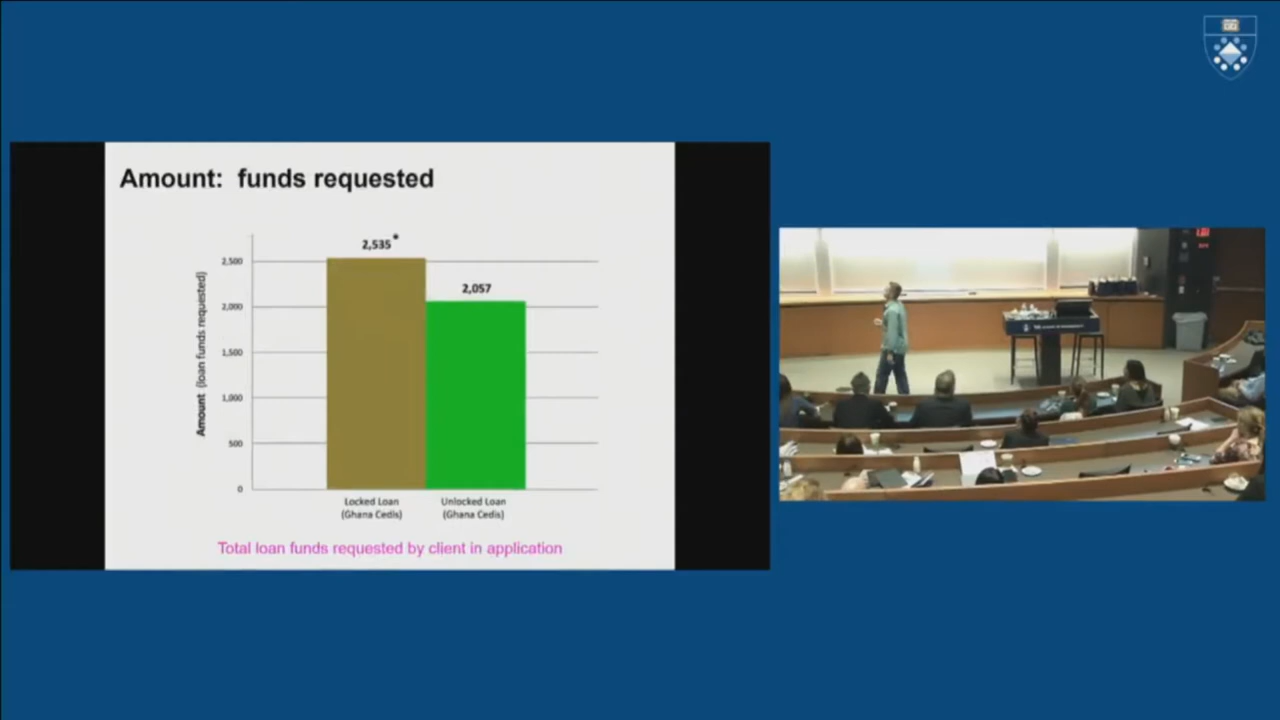 Amount:  funds requested
2,535*
2,057
Amount (loan funds requested)
2,500
2,000
1,500
1,000
500
0
Locked Loan
(Ghana Cedis)
Unlocked Loan
(Ghana Cedis)
Total loan funds requested by client in application